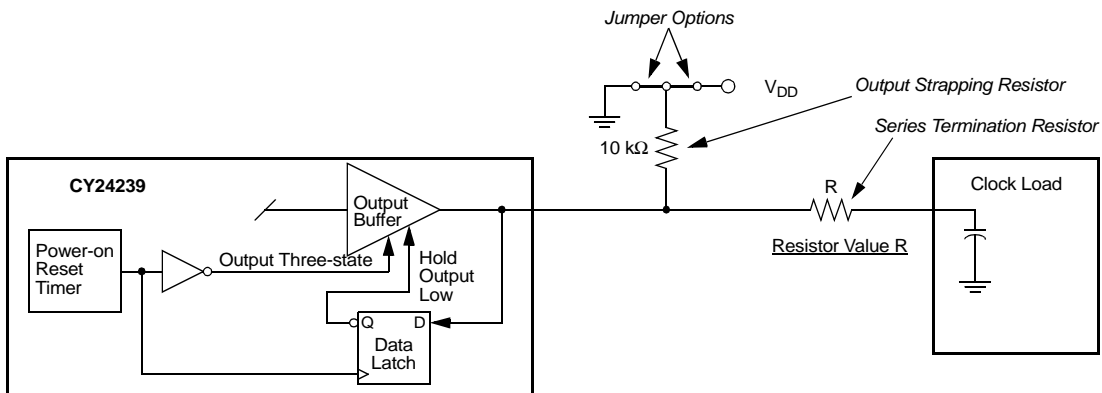 Jumper Options
V_DD
Output Strapping Resistor
Series Termination Resistor
10 kΩ
CY24239
Output
Buffer
R
Clock Load
Power-on
Reset
Timer
Output Three-state
Hold
Output
Low
Resistor Value R
Q
D
Data
Latch